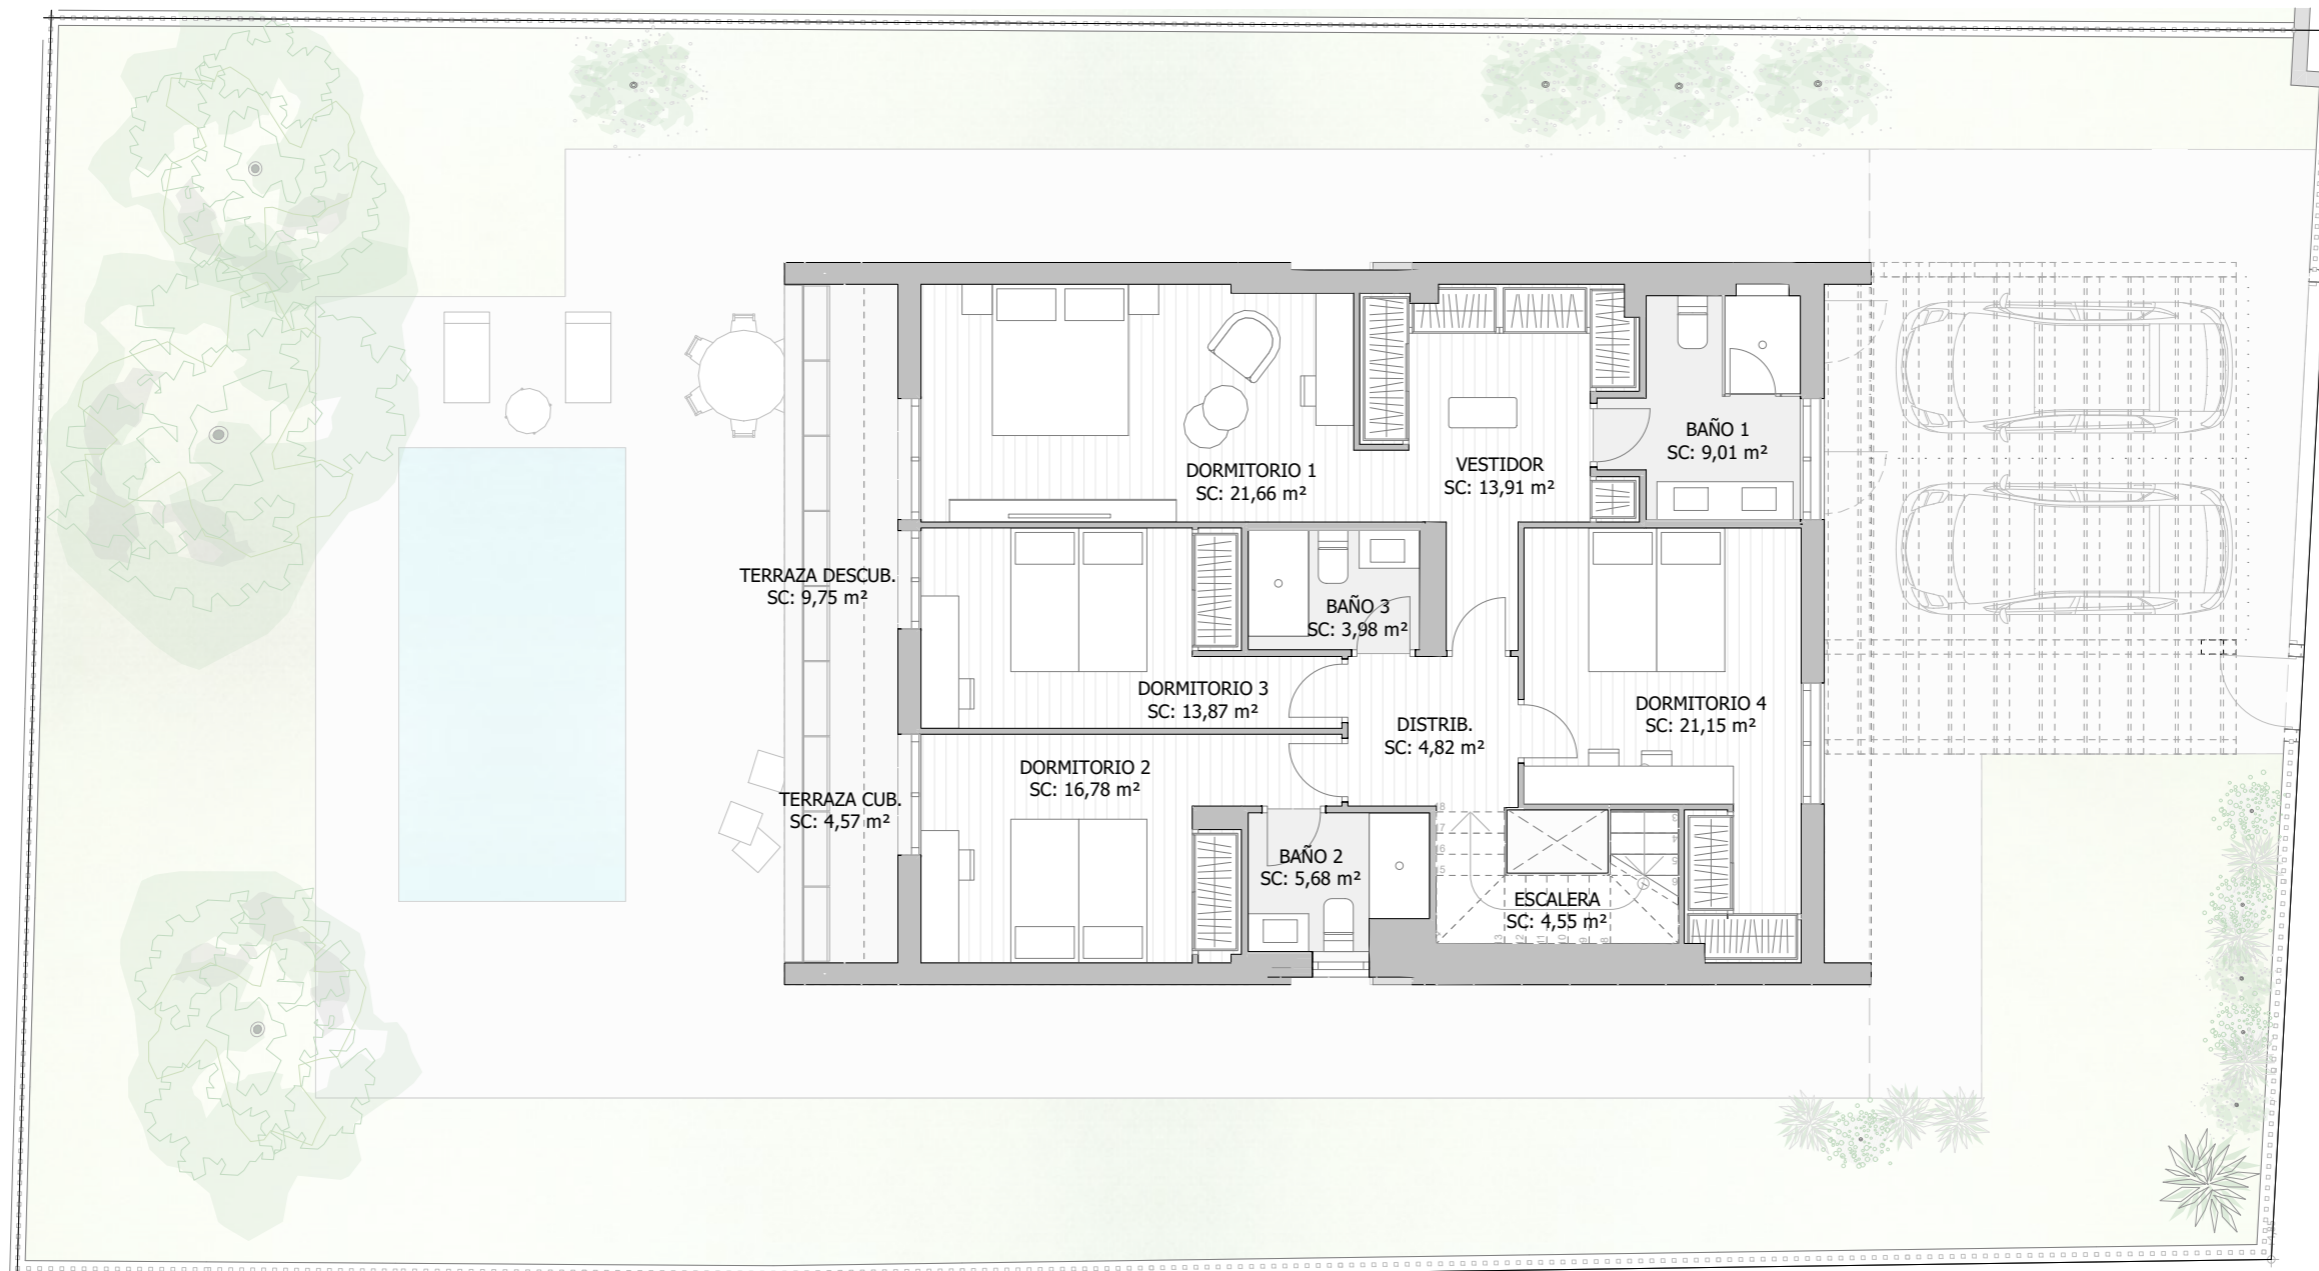 DORMITORIO 1
SC: 21,66 m²
VESTIDOR
SC: 13,91 m²
BAÑO 1
SC: 9,01 m²
TERRAZA DESCUB.
SC: 9,75 m²
BAÑO 3
SC: 3,98 m²
DORMITORIO 3
SC: 13,87 m²
DISTRIB.
SC: 4,82 m²
DORMITORIO 4
SC: 21,15 m²
DORMITORIO 2
SC: 16,78 m²
TERRAZA CUB.
SC: 4,57 m²
BAÑO 2
SC: 5,68 m²
ESCALERA
SC: 4,55 m²